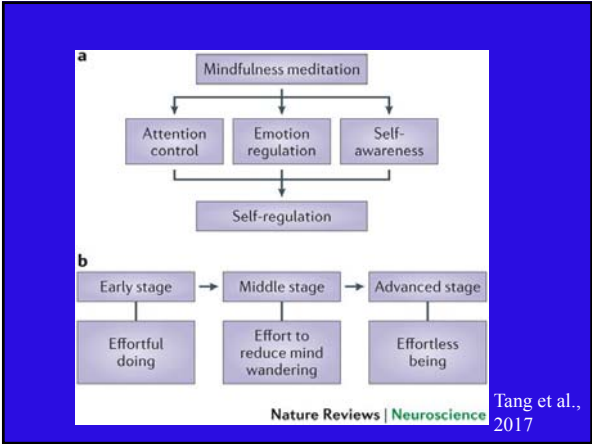 a
Mindfulness meditation
Attention
control
Emotion
regulation
Self-
awareness
Self-regulation
b
Early stage
Middle stage
Advanced stage
Effortful
doing
Effort to
reduce mind
wandering
Effortless
being
Nature Reviews | Neuroscience
Tang et al.,
2017